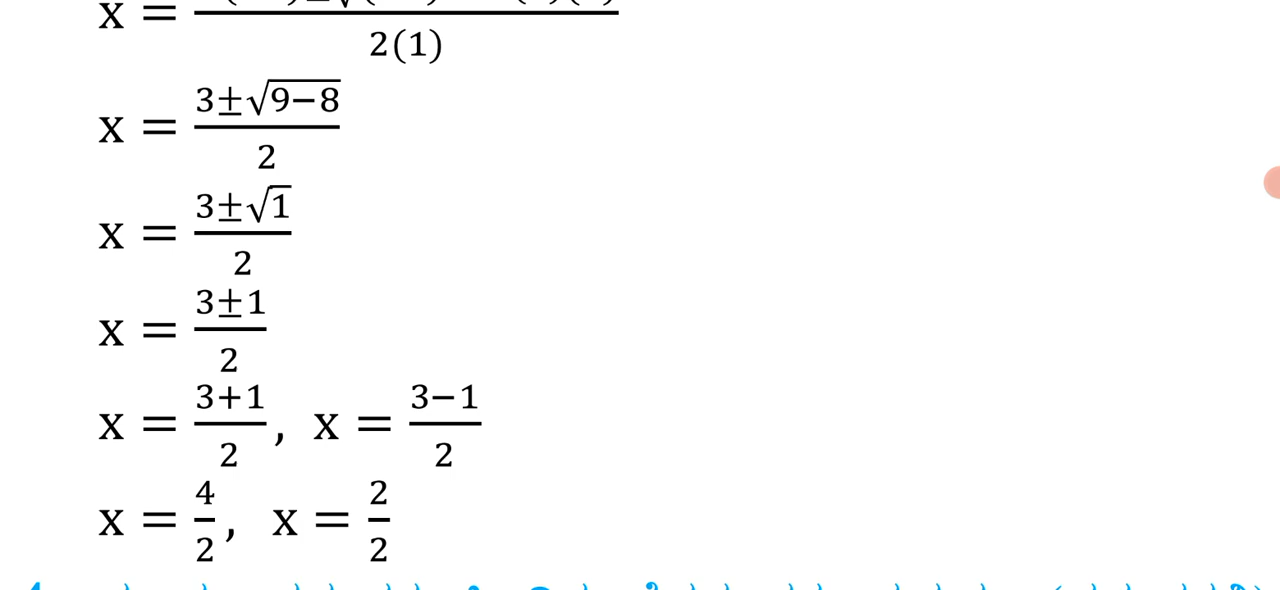 x = 
2(1)
x = (3±√(9−8))/2
x = (3±√1)/2
x = (3±1)/2
x = (3+1)/2, x = (3−1)/2
x = 4/2, x = 2/2